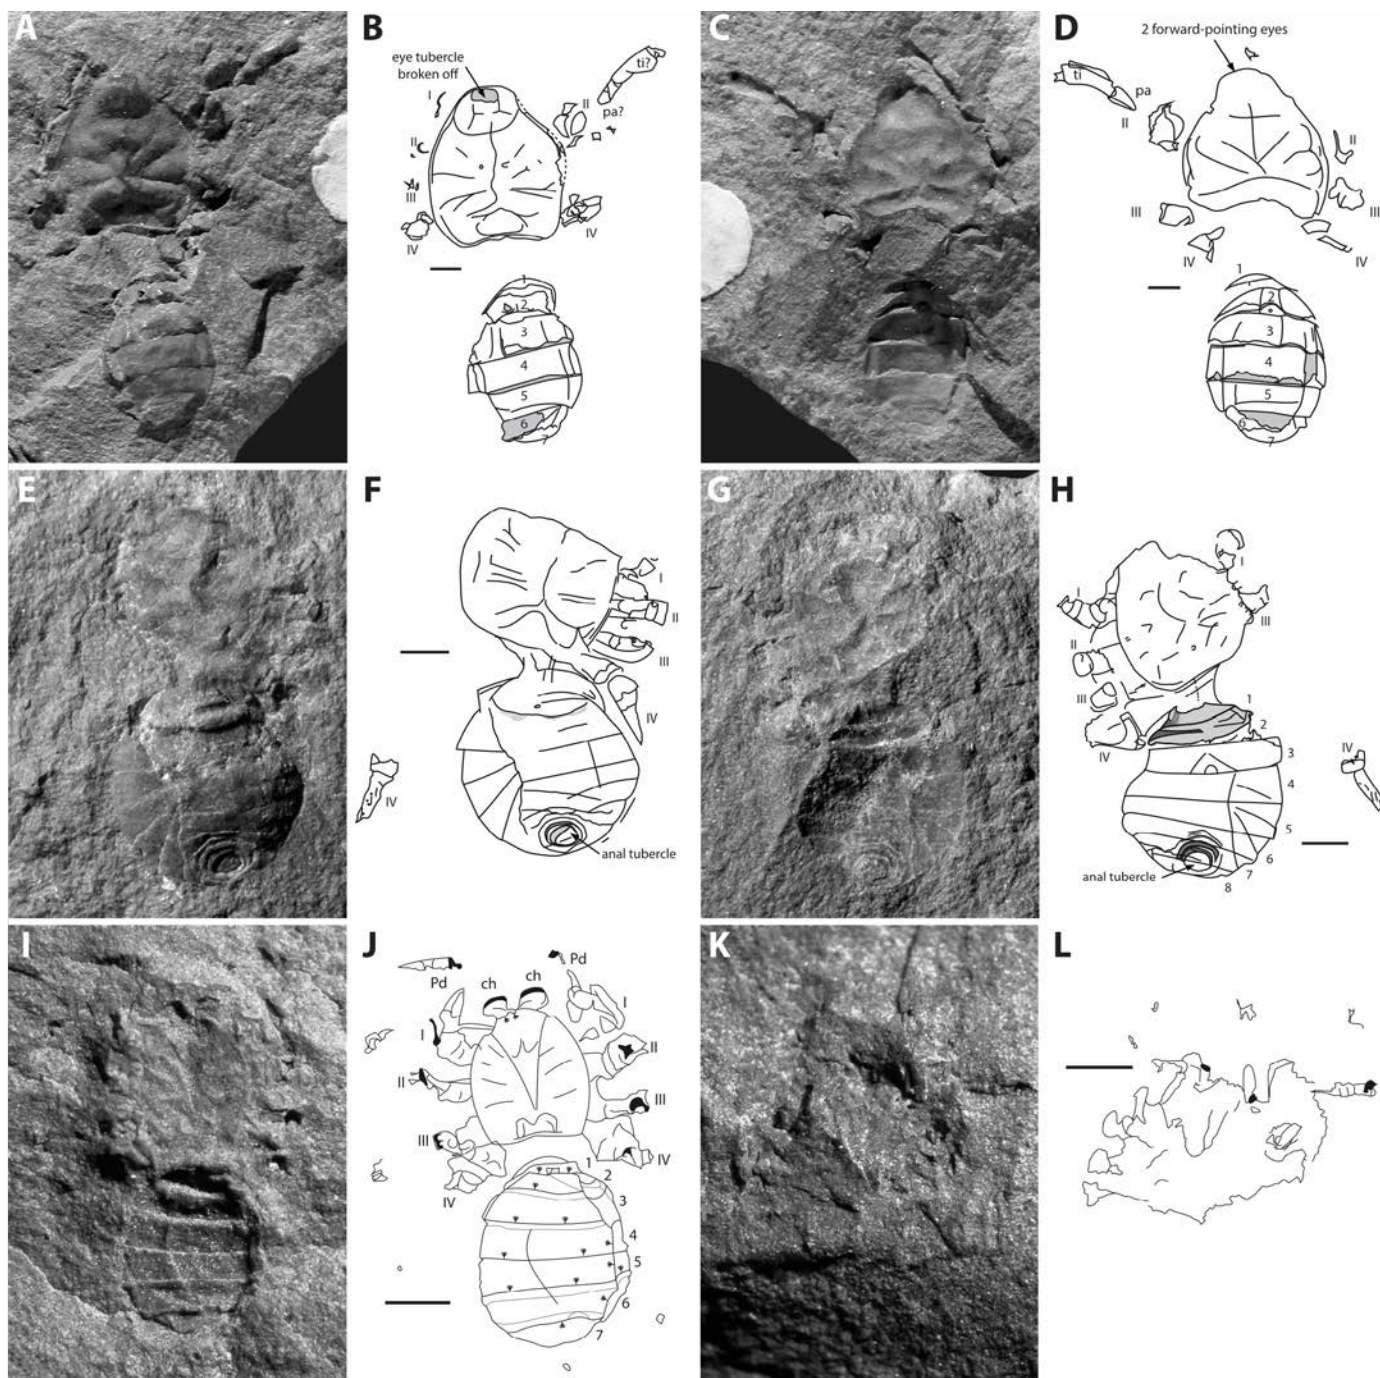 A
B
eye tubercle
broken off
ti?
pa?
I
II
II
III
IV
IV
1
2
3
4
5
6
7
C
D
2 forward-pointing eyes
ti
pa
II
II
III
III
IV
IV
1
2
3
4
5
6
7
E
F
I
II
III
IV
IV
anal tubercle
G
H
I
I
II
III
III
IV
IV
1
2
3
4
5
6
7
8
anal tubercle
I
J
Pd
ch
ch
Pd
I
I
II
II
III
III
IV
IV
1
2
3
4
5
6
7
K
L